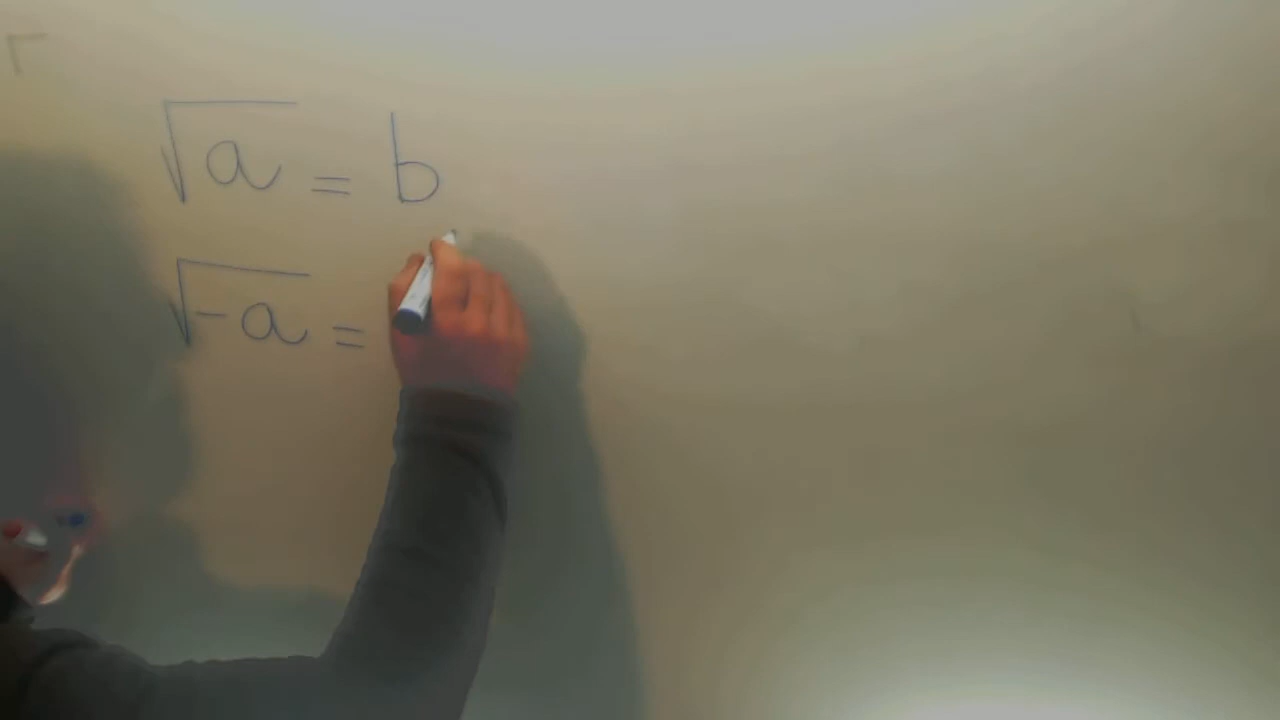 √a = b
√-a =